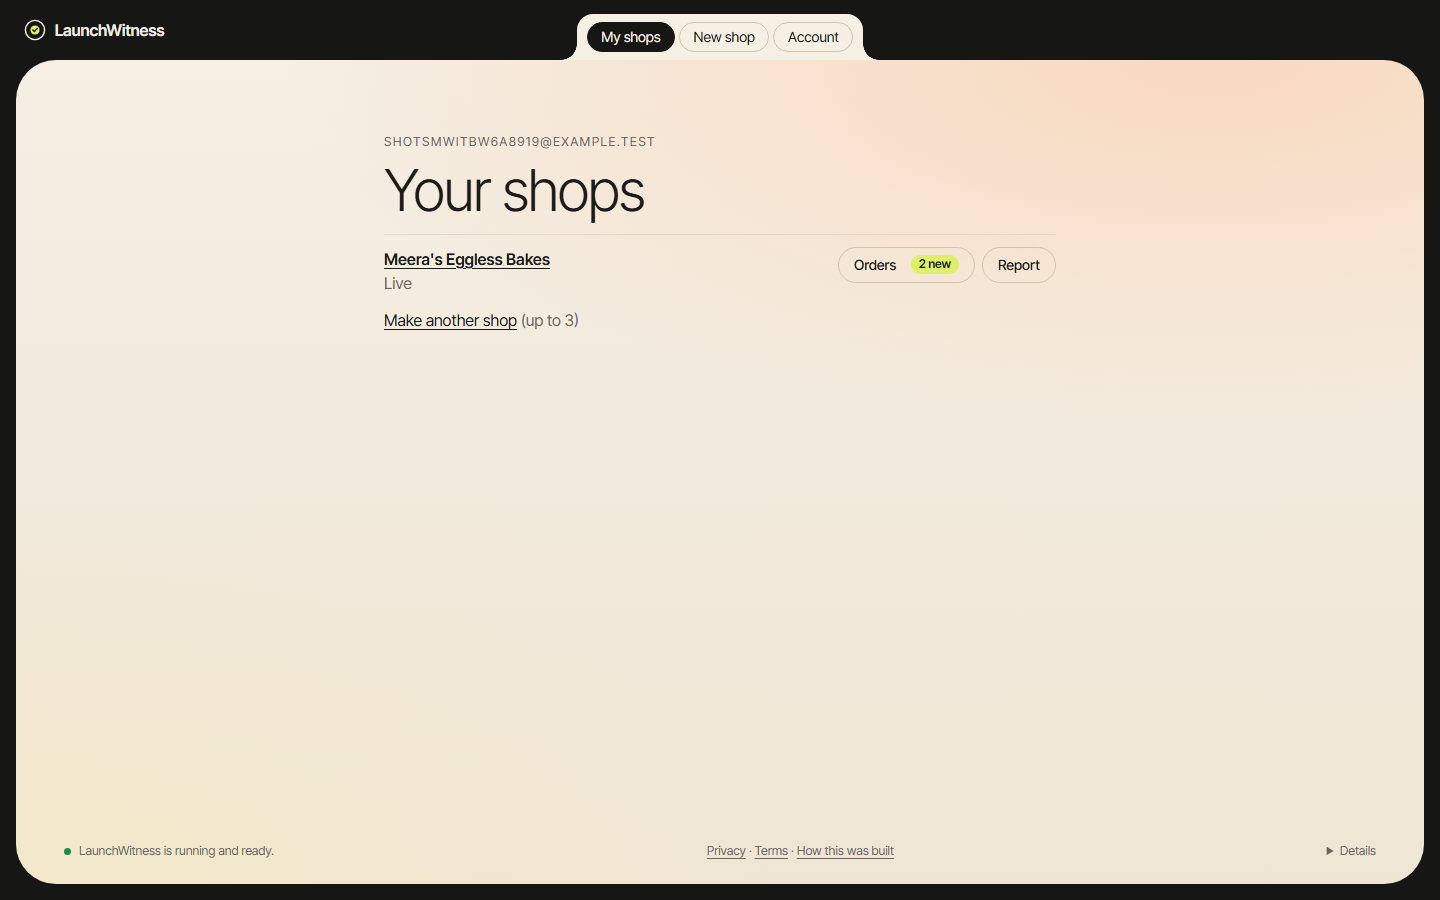 LaunchWitness
My shops New shop Account
SHOTSMWITBW6A8919@EXAMPLE.TEST
Your shops
Meera's Eggless Bakes
Orders 2 new Report
Live
Make another shop (up to 3)
LaunchWitness is running and ready.
Privacy · Terms · How this was built
Details